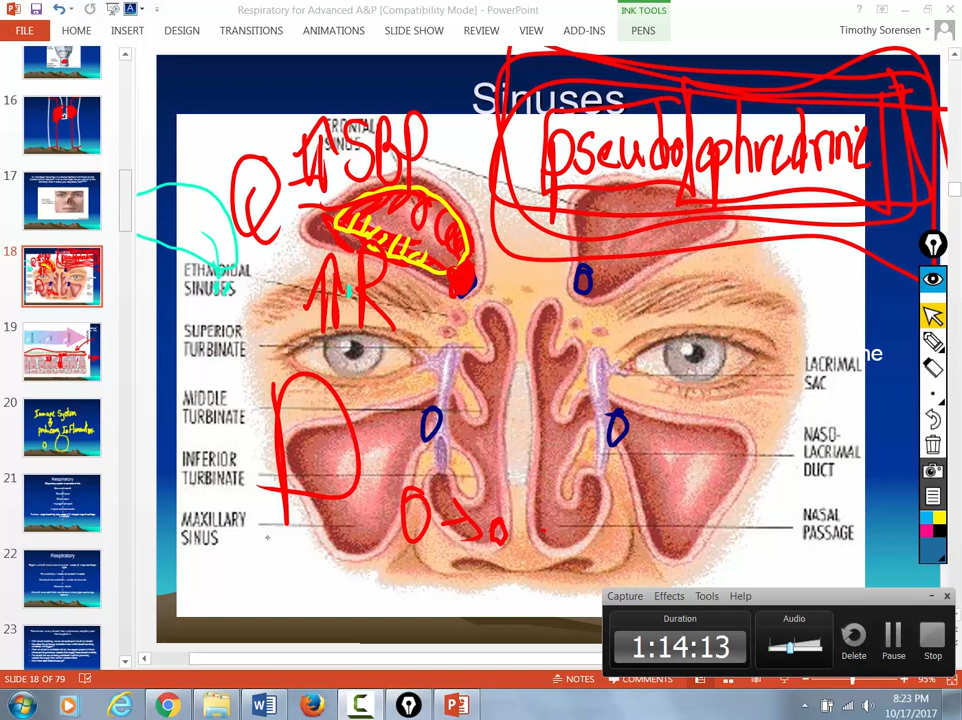 Respiratory for Advanced A&P [Compatibility Mode] - PowerPoint
INK TOOLS
FILE
HOME
INSERT
DESIGN
TRANSITIONS
ANIMATIONS
SLIDE SHOW
REVIEW
VIEW
ADD-INS
PENS
Timothy Sorensen
16
17
18
19
20
21
22
23
Immune System
Respiratory
Sinuses
pseudo ephredrine
SBP
SINUS
ETHMOIDAL
SINUSES
SUPERIOR
TURBINATE
MIDDLE
TURBINATE
INFERIOR
TURBINATE
MAXILLARY
SINUS
R
P
Q
LACRIMAL
SAC
NASO-
LACRIMAL
DUCT
NASAL
PASSAGE
Capture Effects Tools Help
Duration
1:14:13
Audio
Delete
Pause
Stop
SLIDE 18 OF 79
NOTES
COMMENTS
95%
8:23 PM
10/17/2017